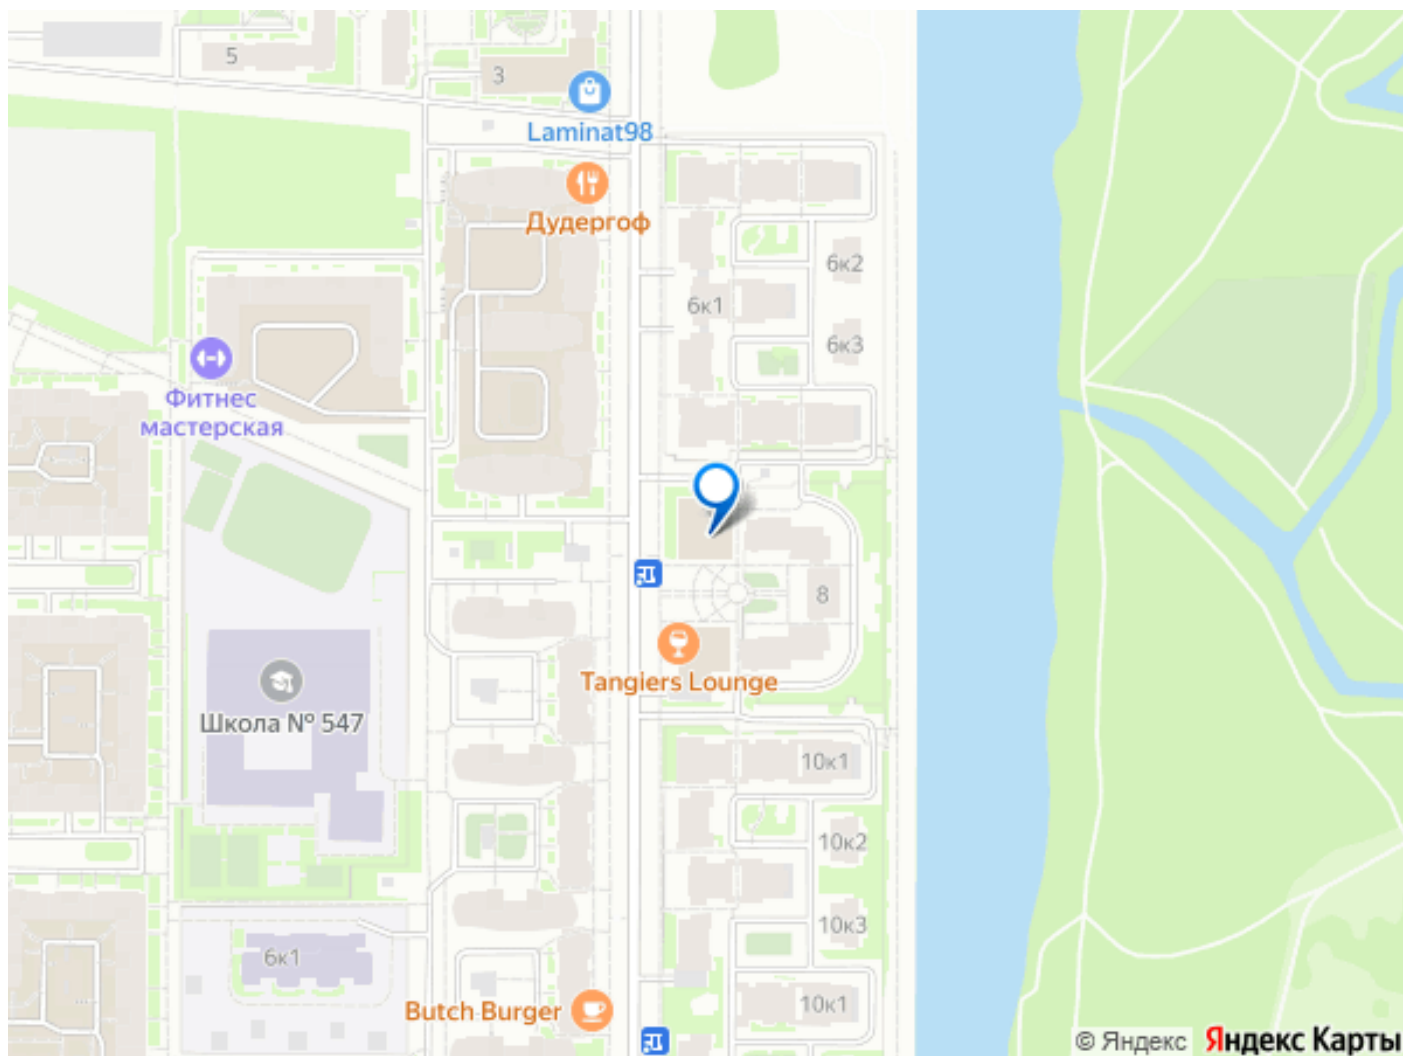 5
3
Laminat98
Дудергоф
6к2
6к1
6к3
Фитнес
мастерская
8
Tangiers Lounge
Школа № 547
10к1
10к2
10к3
6к1
Butch Burger
10к1
© Яндекс Яндекс Карты